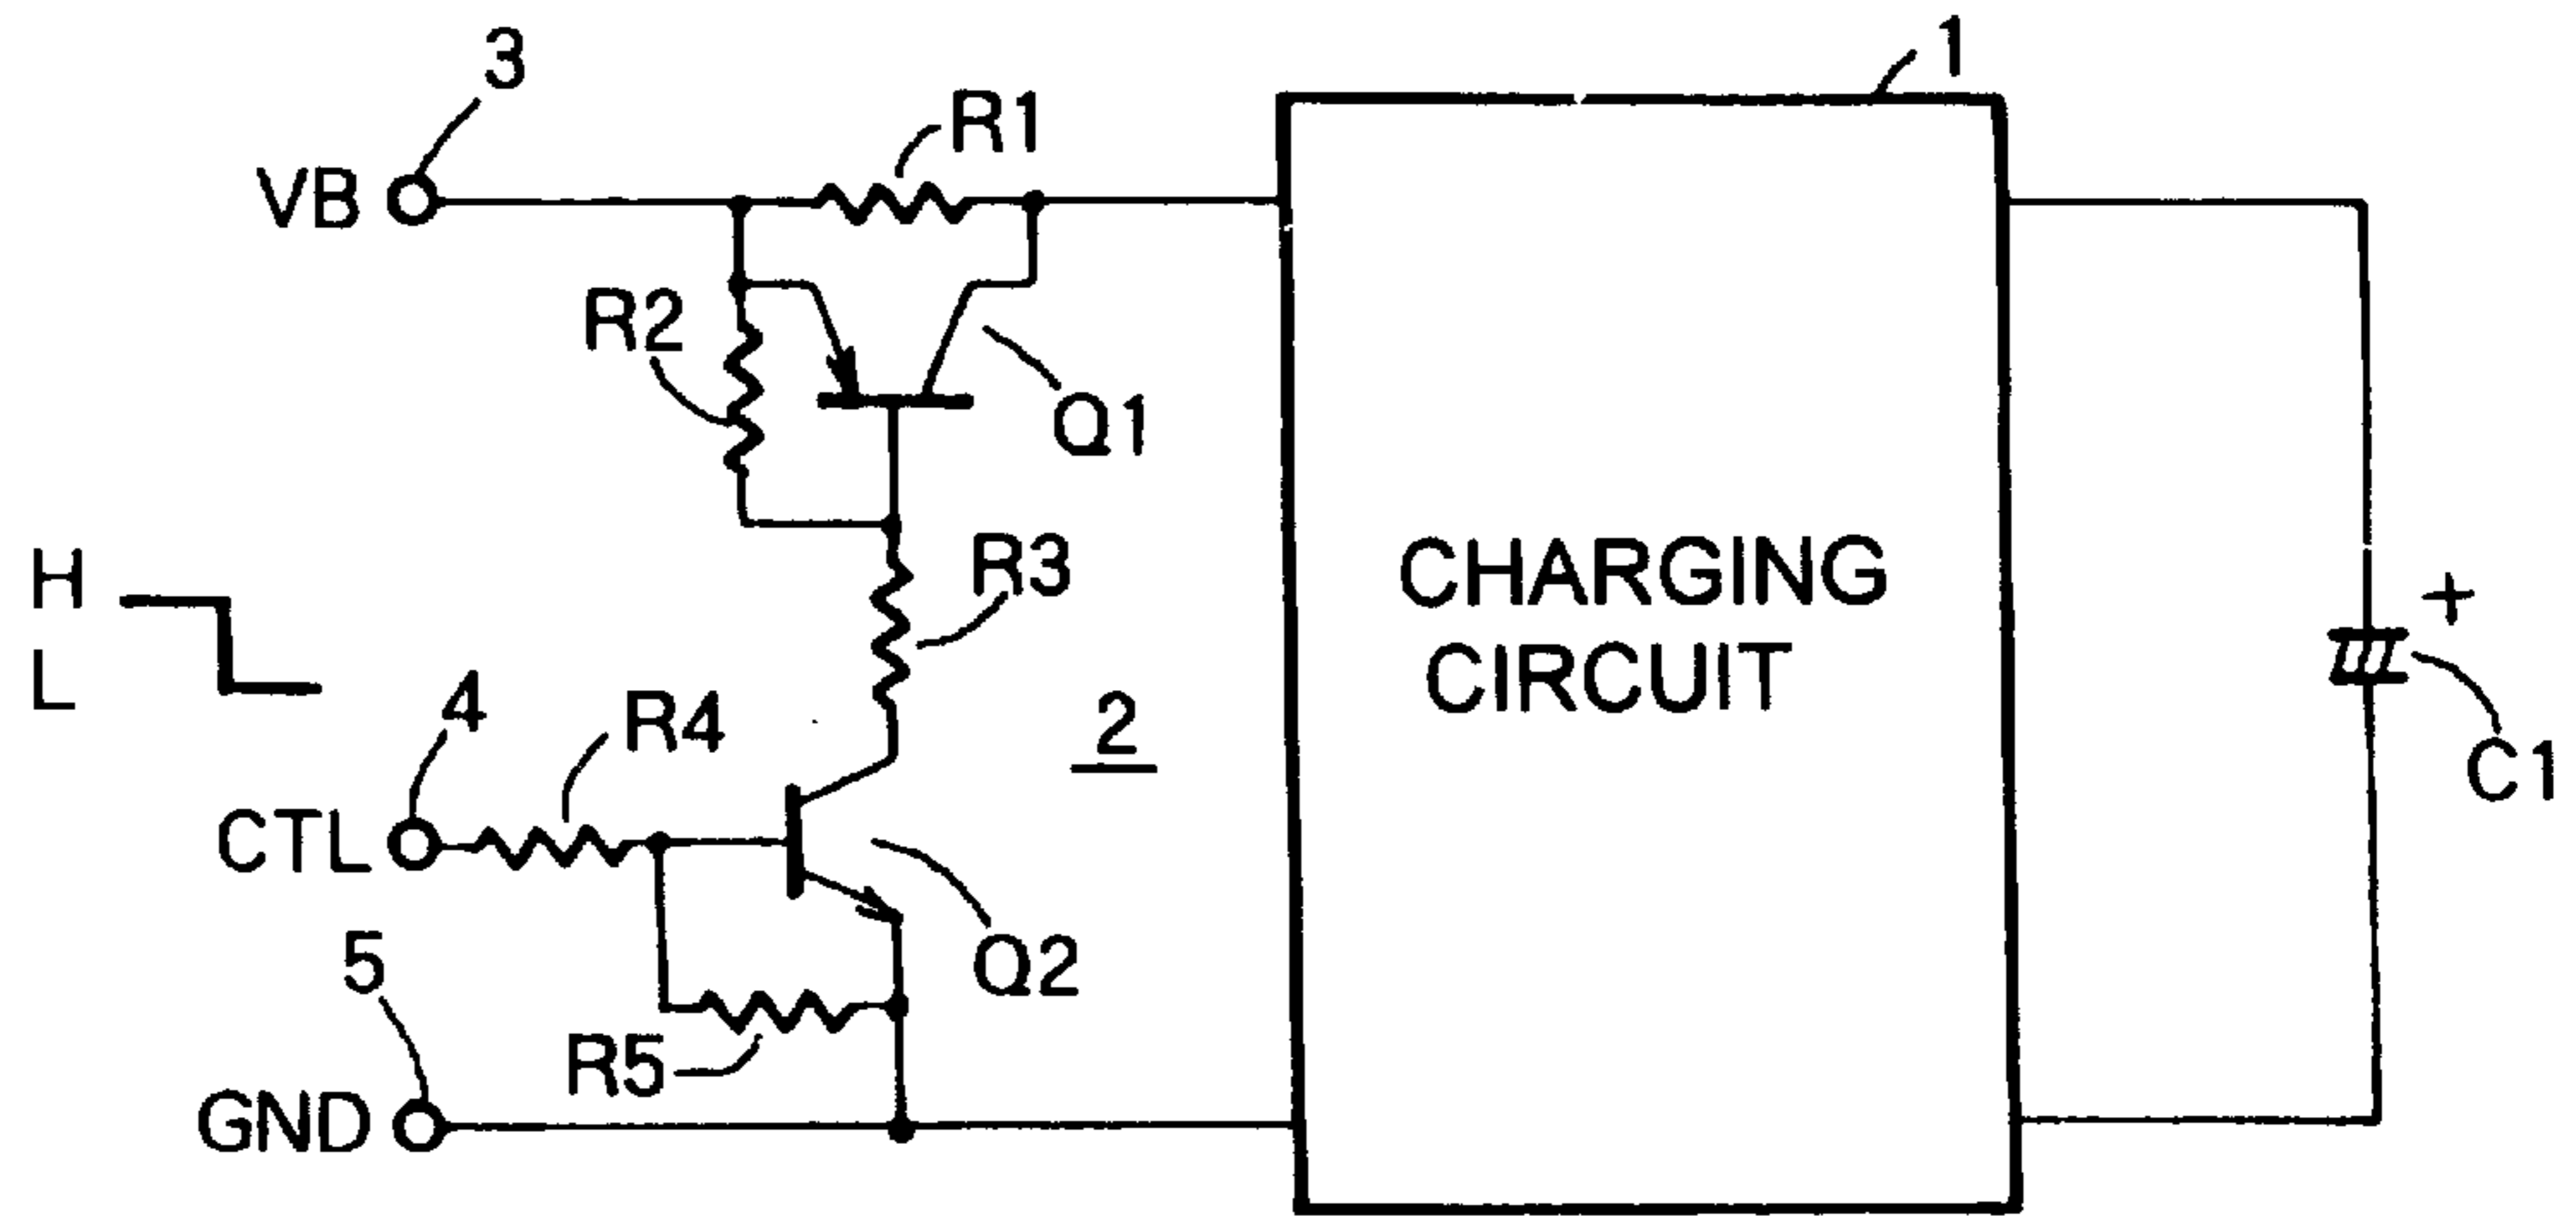 3
1
R1
VB
R2
Q1
H
R3
CHARGING
CIRCUIT
+
L
4
R4
2
C1
CTL
5
Q2
R5
GND